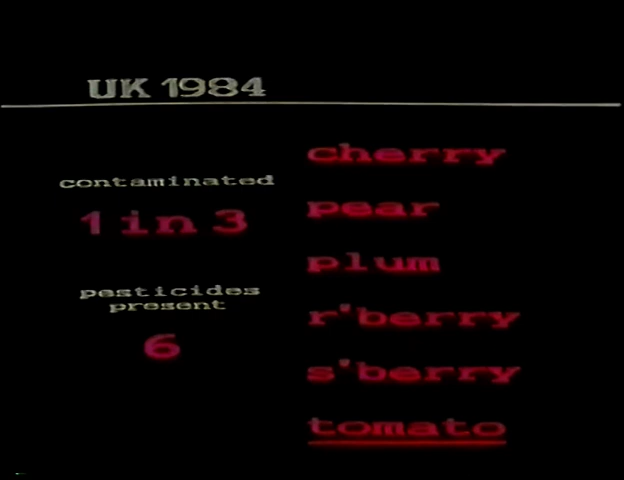 UK 1984
contaminated
1 in 3
pesticides
present
6
cherry
pear
plum
r'berry
s'berry
tomato